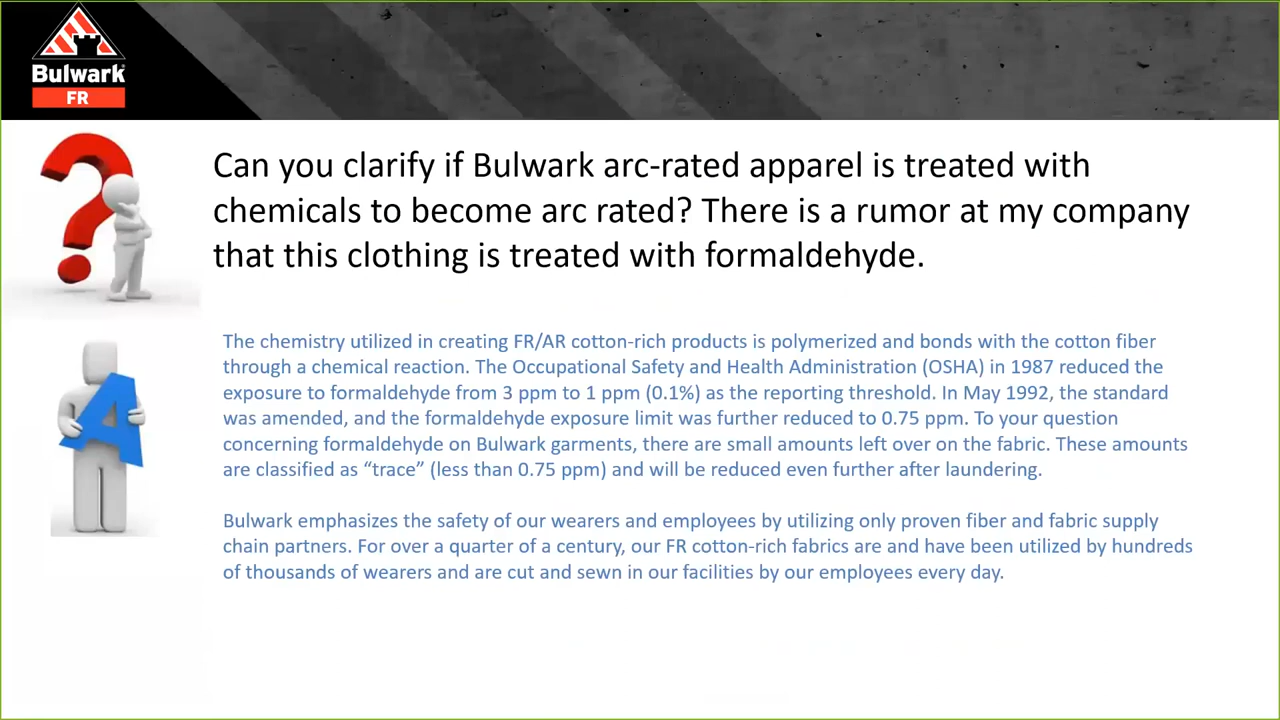 Bulwark
FR
Can you clarify if Bulwark arc-rated apparel is treated with
chemicals to become arc rated? There is a rumor at my company
that this clothing is treated with formaldehyde.
The chemistry utilized in creating FR/AR cotton-rich products is polymerized and bonds with the cotton fiber
through a chemical reaction. The Occupational Safety and Health Administration (OSHA) in 1987 reduced the
exposure to formaldehyde from 3 ppm to 1 ppm (0.1%) as the reporting threshold. In May 1992, the standard
was amended, and the formaldehyde exposure limit was further reduced to 0.75 ppm. To your question
concerning formaldehyde on Bulwark garments, there are small amounts left over on the fabric. These amounts
are classified as “trace” (less than 0.75 ppm) and will be reduced even further after laundering.
Bulwark emphasizes the safety of our wearers and employees by utilizing only proven fiber and fabric supply
chain partners. For over a quarter of a century, our FR cotton-rich fabrics are and have been utilized by hundreds
of thousands of wearers and are cut and sewn in our facilities by our employees every day.